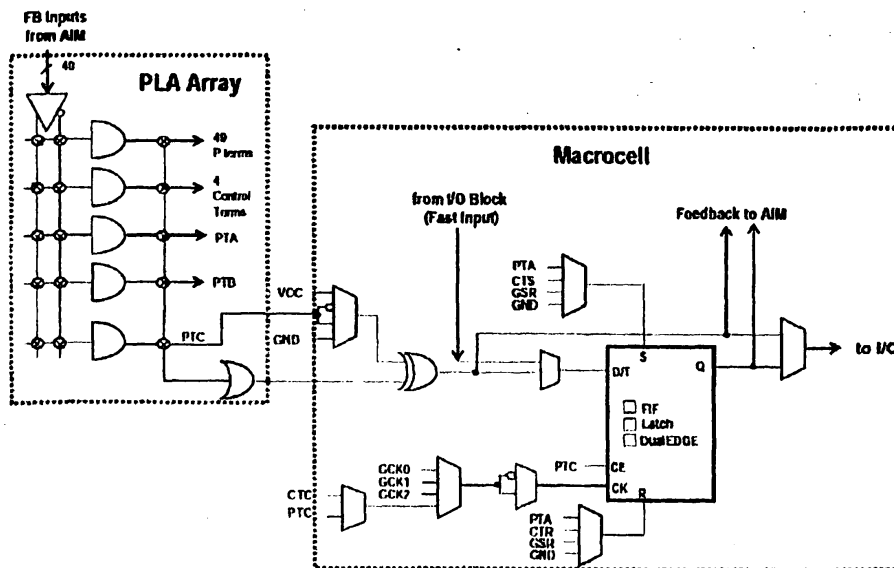 FB Inputs
from AIM
40
PLA Array
49
P terms
4
Control
Terms
PTA
PTB
PTC
Macrocell
from I/O Block
(Fast Input)
Feedback to AIM
PTA
CTS
GSR
GND
VCC
GND
to I/O
S
D/T
Q
FIF
Latch
DualEDGE
PTC
CE
CK
R
GCK0
GCK1
GCK2
CTC
PTC
PTA
CTR
GSR
GND